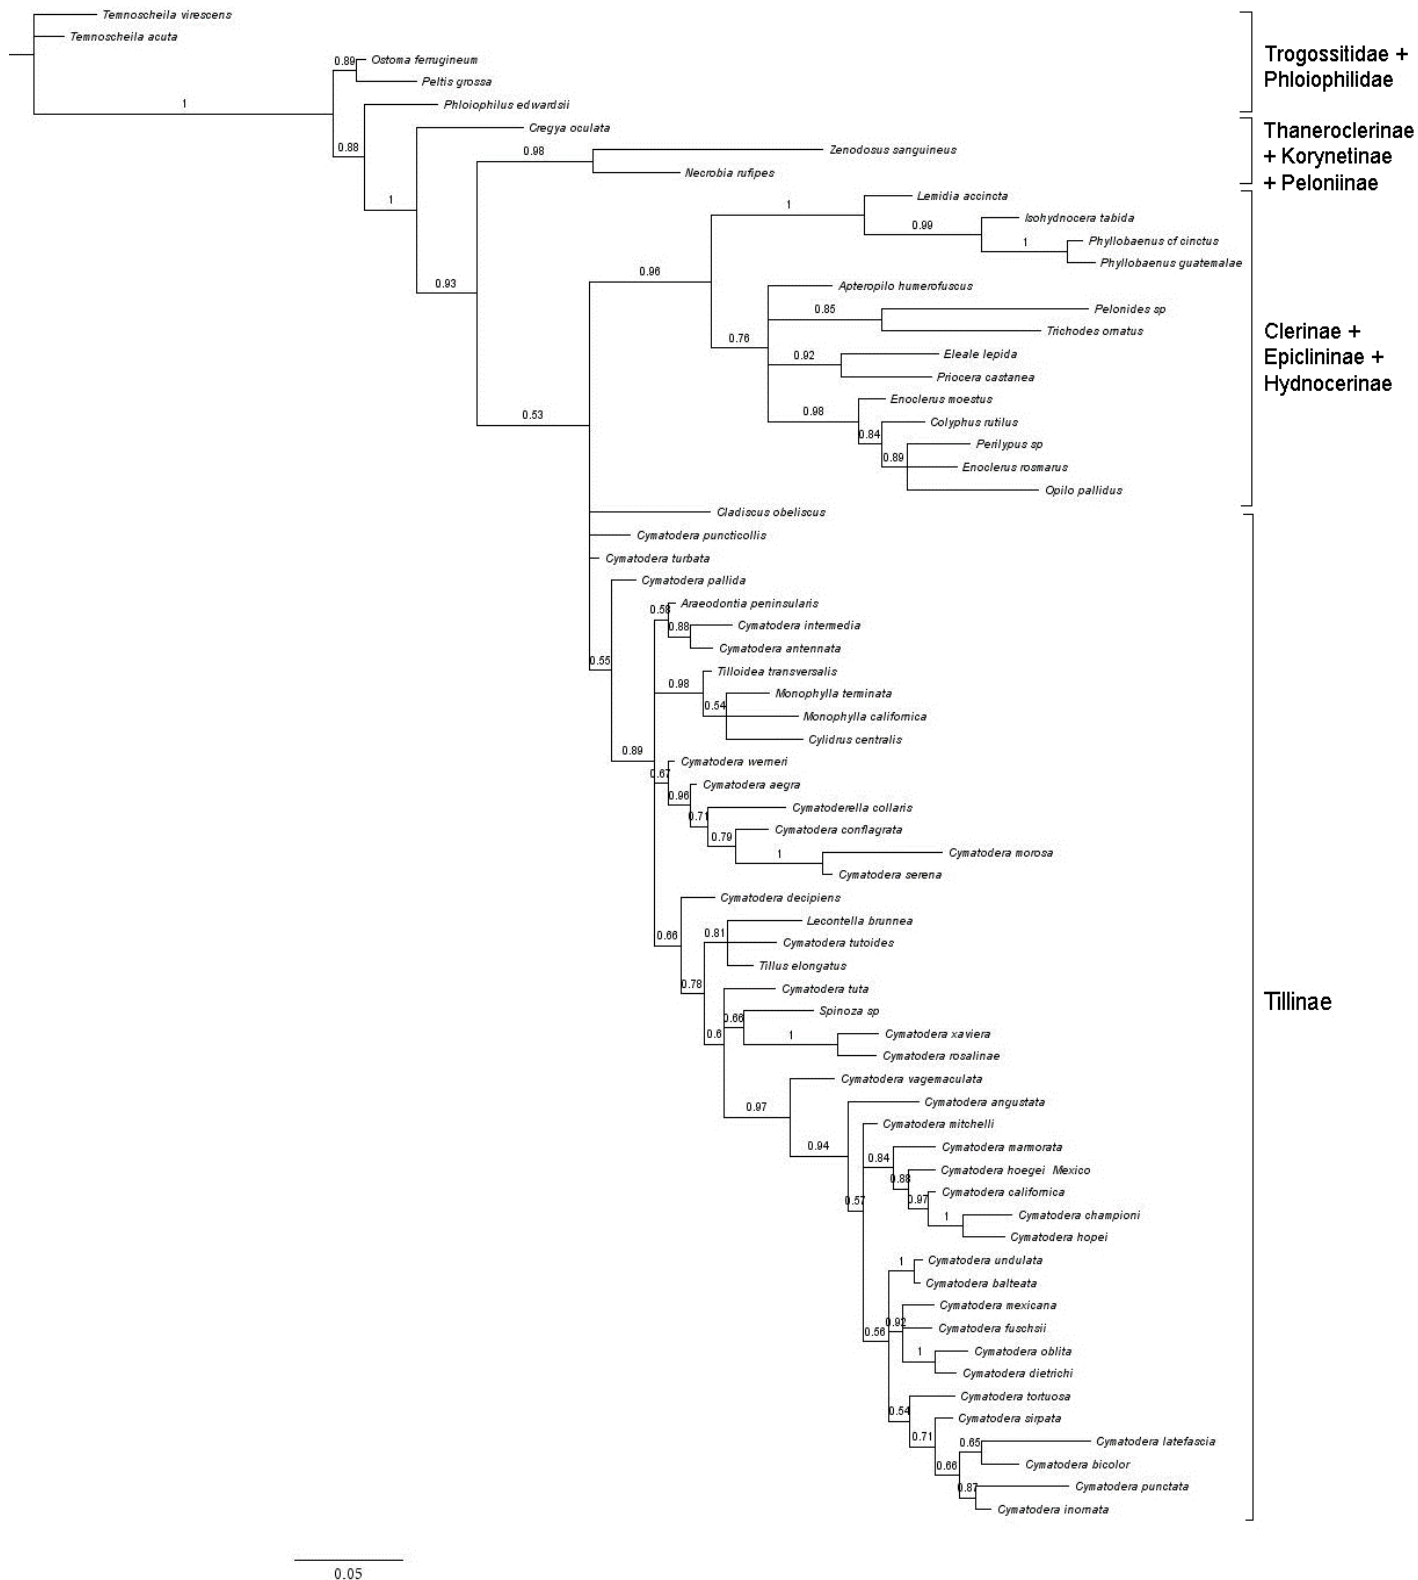 Temnoscheila virescens
Temnoscheila acuta
0.89
Ostoma ferrugineum
Peltis grossa
1
Phloiophilus edwardsii
Trogossitidae +
Phloiophilidae
0.88
Cregya oculata
0.98
Zenodosus sanguineus
Necrobia rufipes
Thaneroclerinae
+ Korynetinae
+ Peloniinae
1
Lemidia accincta
1
0.99
Isohydnocera tabida
1
Phyllobaenus cf cinctus
Phyllobaenus guatemalae
0.93
0.96
Apteropilo humerofuscus
0.85
Pelonides sp
Trichodes ornatus
0.76
0.92
Eleale lepida
Priocera castanea
Clerinae +
Epiclininae +
Hydnocerinae
0.53
0.98
Enoclerus moestus
0.84
Colyphus rutilus
0.89
Perilypus sp
Enoclerus rosmarus
Opilo pallidus
Cladiscus obeliscus
Cymatodera puncticollis
Cymatodera turbata
Cymatodera pallida
0.58
Araeodontia peninsularis
0.88
Cymatodera intermedia
Cymatodera antennata
0.55
0.98
Tilloidea transversalis
0.54
Monophylla terminata
Monophylla californica
Cylidrus centralis
0.89
0.67
Cymatodera werneri
0.96
Cymatodera aegra
0.71
Cymatoderella collaris
0.79
Cymatodera conflagrata
1
Cymatodera morosa
Cymatodera serena
Cymatodera decipiens
0.66
0.81
Lecontella brunnea
Cymatodera tutoides
Tillus elongatus
0.78
Cymatodera tuta
0.66
Spinoza sp
0.6
1
Cymatodera xaviera
Cymatodera rosalinae
Tillinae
Cymatodera vagemaculata
0.97
Cymatodera angustata
0.94
Cymatodera mitchelli
0.84
Cymatodera marmorata
0.88
Cymatodera hoegei Mexico
0.97
Cymatodera californica
0.57
1
Cymatodera championi
Cymatodera hopei
1
Cymatodera undulata
Cymatodera balteata
0.56
0.92
Cymatodera mexicana
Cymatodera fuschsii
1
Cymatodera oblita
Cymatodera dietrichi
0.54
Cymatodera tortuosa
0.71
Cymatodera sirpata
0.65
Cymatodera latefascia
0.66
Cymatodera bicolor
0.87
Cymatodera punctata
Cymatodera inornata
0.05